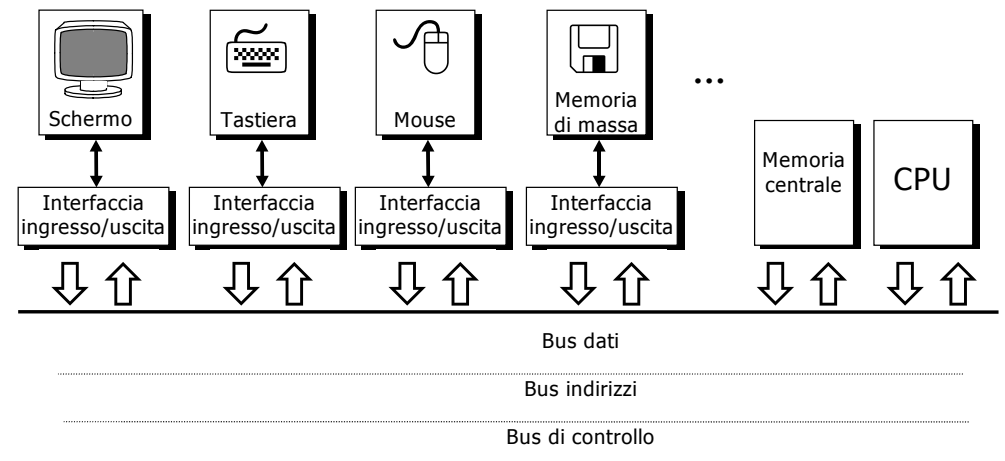 Schermo
Tastiera
Mouse
Memoria
di massa
...
Memoria
centrale
CPU
Interfaccia
ingresso/uscita
Interfaccia
ingresso/uscita
Interfaccia
ingresso/uscita
Interfaccia
ingresso/uscita
Bus dati
Bus indirizzi
Bus di controllo